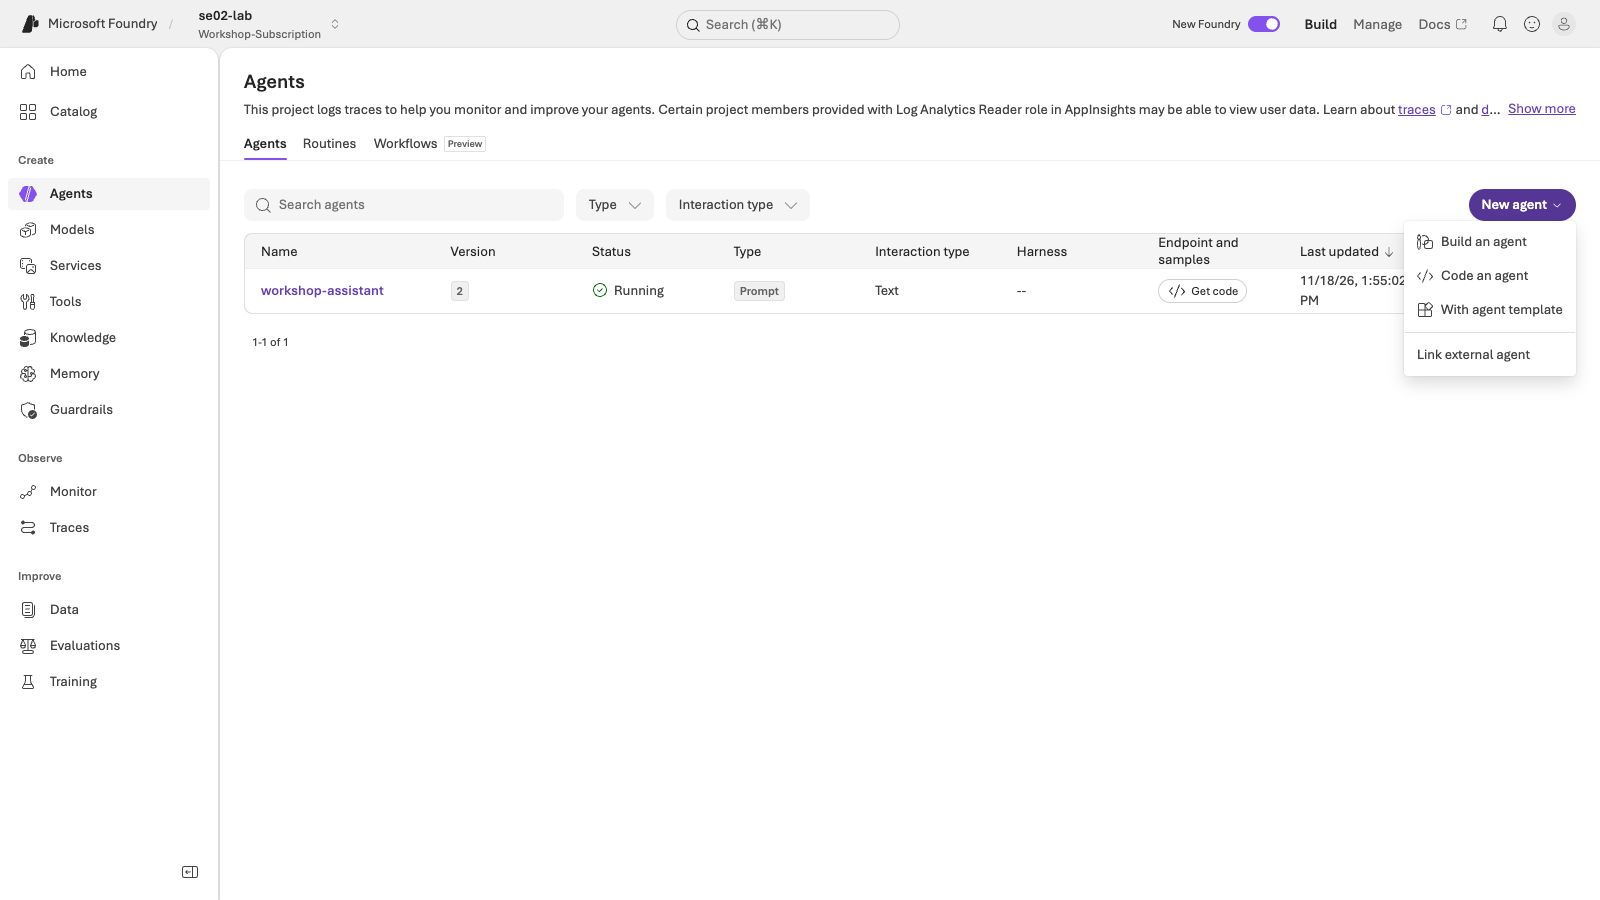 Microsoft Foundry / se02-lab
Workshop-Subscription
Search (⌘K)
New Foundry
Build
Manage
Docs
Home
Catalog
Create
Agents
Models
Services
Tools
Knowledge
Memory
Guardrails
Observe
Monitor
Traces
Improve
Data
Evaluations
Training
Agents
This project logs traces to help you monitor and improve your agents. Certain project members provided with Log Analytics Reader role in AppInsights may be able to view user data. Learn about traces and d... Show more
Agents Routines Workflows Preview
Search agents Type Interaction type New agent
Name Version Status Type Interaction type Harness Endpoint and samples Last updated
workshop-assistant 2 Running Prompt Text -- Get code 11/18/26, 1:55:02 PM
1-1 of 1
Build an agent
Code an agent
With agent template
Link external agent